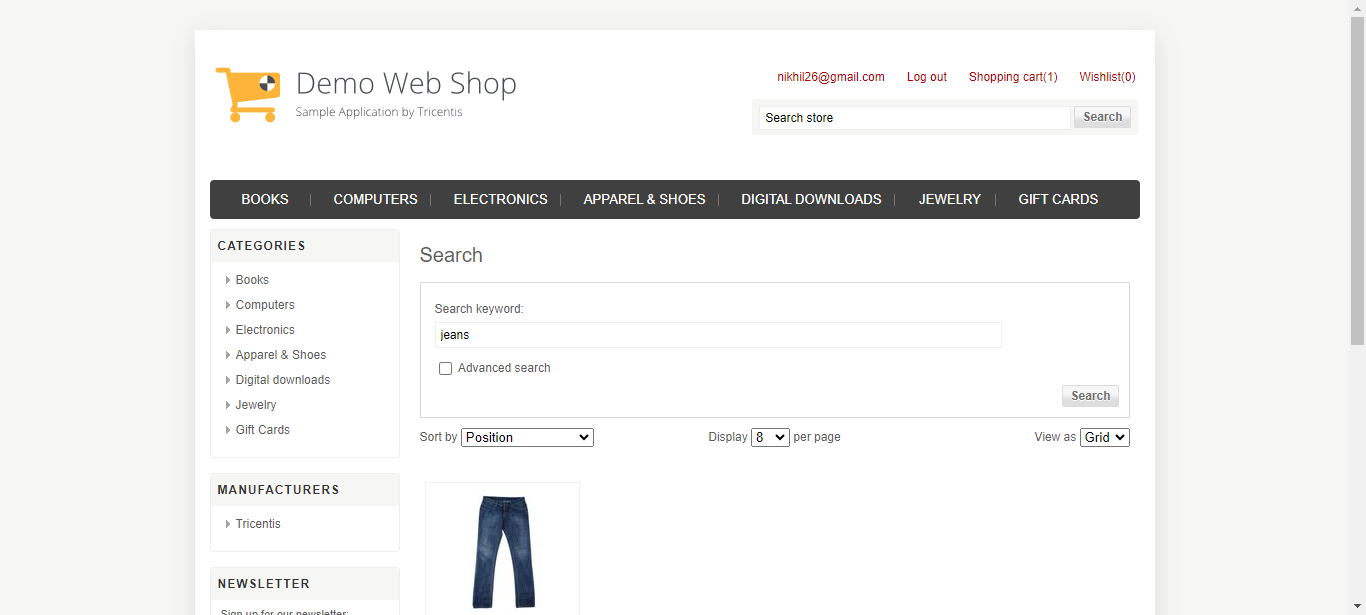 Demo Web Shop
Sample Application by Tricentis
nikhil26@gmail.com Log out Shopping cart(1) Wishlist(0)
Search store Search
BOOKS COMPUTERS ELECTRONICS APPAREL & SHOES DIGITAL DOWNLOADS JEWELRY GIFT CARDS
CATEGORIES
Books
Computers
Electronics
Apparel & Shoes
Digital downloads
Jewelry
Gift Cards
MANUFACTURERS
Tricentis
NEWSLETTER
Sign up for our newsletter:
Search
Search keyword:
jeans
Advanced search
Search
Sort by Position Display 8 per page View as Grid